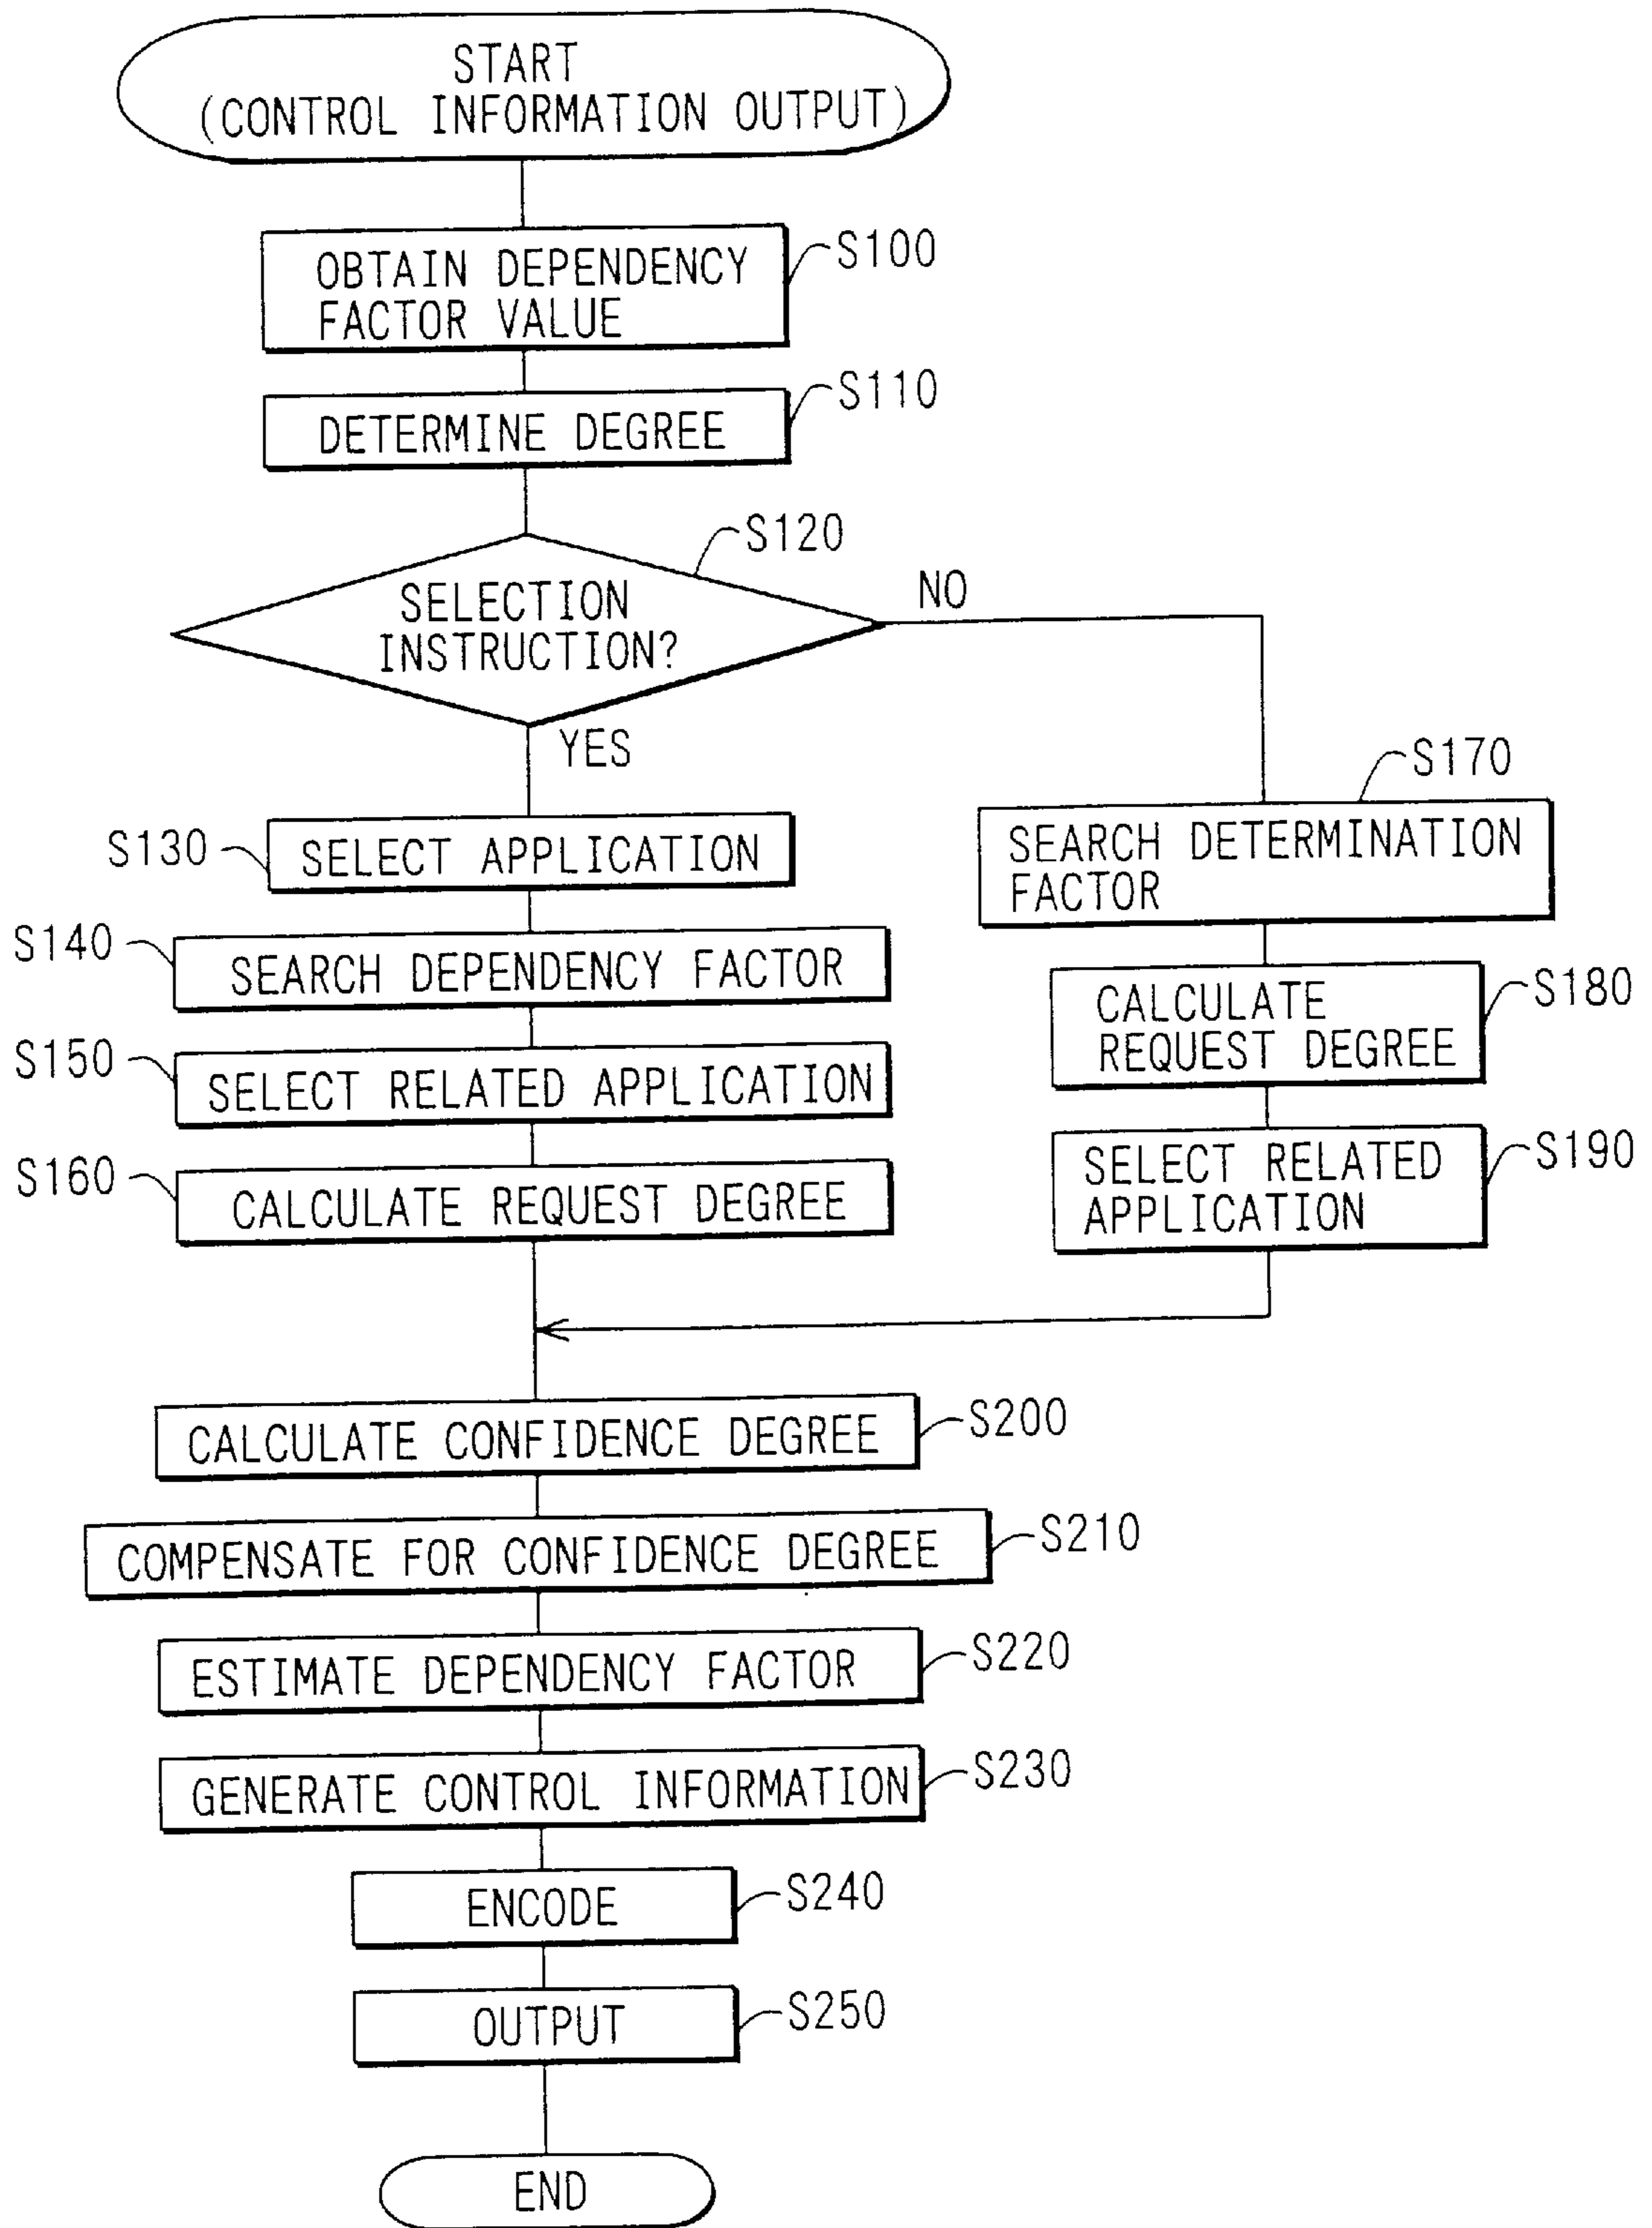 START
(CONTROL INFORMATION OUTPUT)
OBTAIN DEPENDENCY
FACTOR VALUE
S100
DETERMINE DEGREE
S110
S120
SELECTION
INSTRUCTION?
NO
YES
S130
SELECT APPLICATION
S140
SEARCH DEPENDENCY FACTOR
S150
SELECT RELATED APPLICATION
S160
CALCULATE REQUEST DEGREE
S170
SEARCH DETERMINATION
FACTOR
CALCULATE
REQUEST DEGREE
S180
SELECT RELATED
APPLICATION
S190
CALCULATE CONFIDENCE DEGREE
S200
COMPENSATE FOR CONFIDENCE DEGREE
S210
ESTIMATE DEPENDENCY FACTOR
S220
GENERATE CONTROL INFORMATION
S230
ENCODE
S240
OUTPUT
S250
END